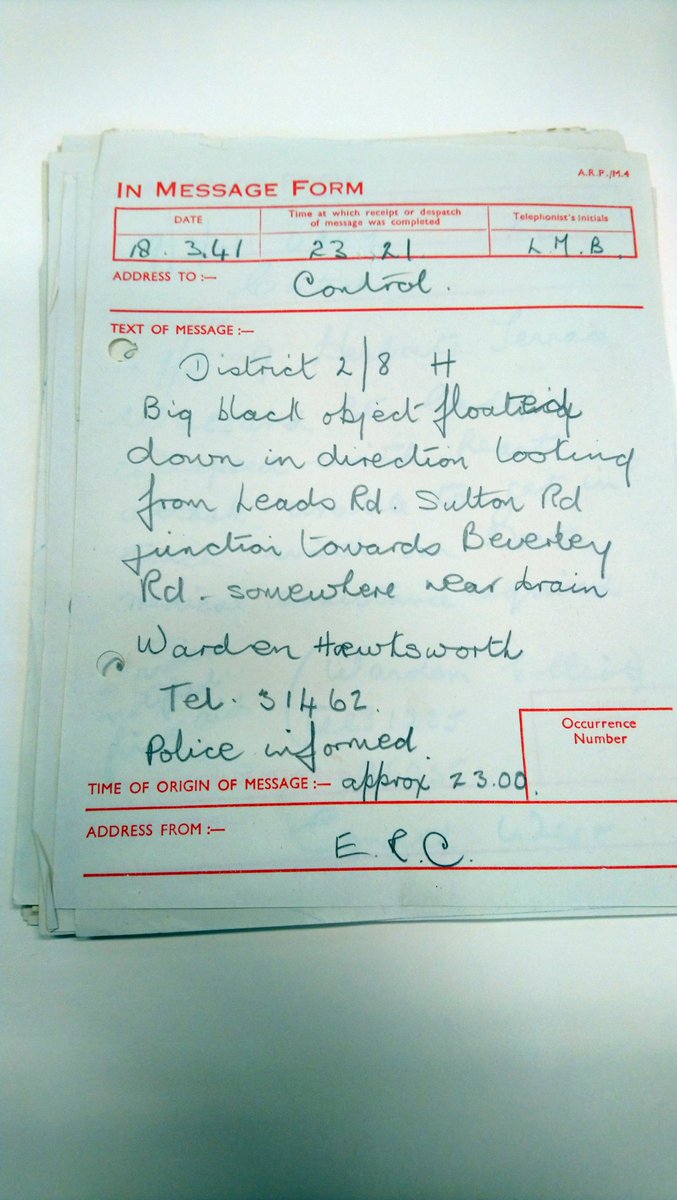 A.R.P./M.4
IN MESSAGE FORM
DATE
Time at which receipt or despatch
of message was completed
Telephonist's Initials
18.3.41
23.21.
L.M.B.
ADDRESS TO :—
Control.
TEXT OF MESSAGE :—
District 2/8 H
Big black object floated
down in direction looking
from Leads Rd. Sutton Rd
junction towards Beverley
Rd. somewhere near drain
Warden Hawksworth
Tel. 31462.
Police informed.
Occurrence
Number
TIME OF ORIGIN OF MESSAGE :— approx 23.00.
ADDRESS FROM :—
E.R.C.